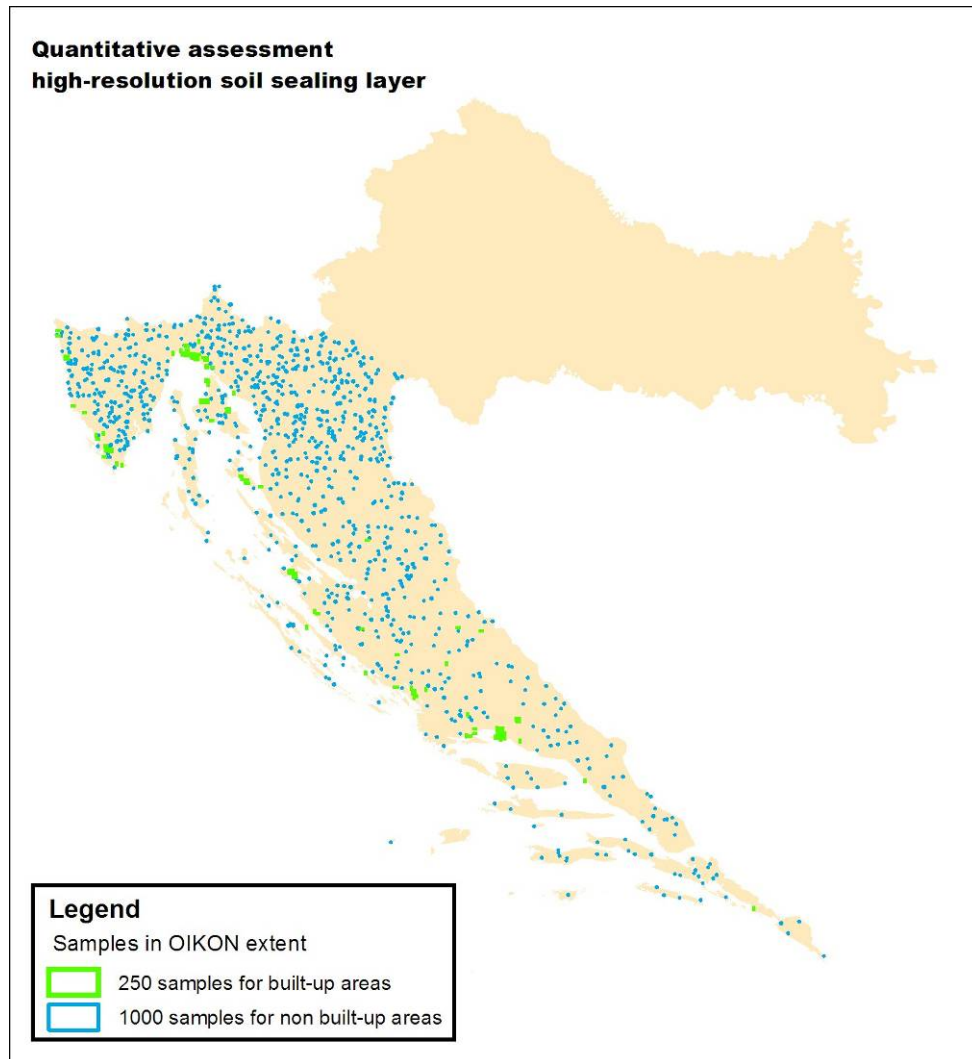 Quantitative assessment
high-resolution soil sealing layer
Legend
Samples in OIKON extent
250 samples for built-up areas
1000 samples for non built-up areas